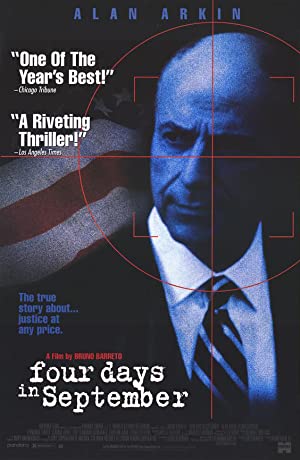 ALAN ARKIN
"One Of The
Year's Best!"
–Chicago Tribune
"A Riveting
Thriller!"
–Los Angeles Times
The true
story about...
justice at
any price.
A Film by BRUNO BARRETO
four days
in September